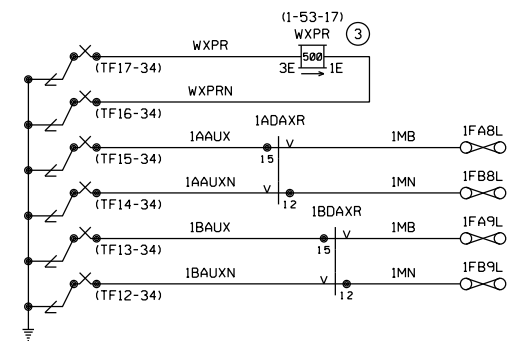 (1-53-17)
WXPR
3
WXPR
500
3E
1E
(TF17-34)
WXPRN
(TF16-34)
1ADAXR
1AAUX
1MB
1FA8L
15
(TF15-34)
1AAUXN
1MN
1FB8L
12
(TF14-34)
1BDAXR
1BAUX
1MB
1FA9L
15
(TF13-34)
1BAUXN
1MN
1FB9L
12
(TF12-34)